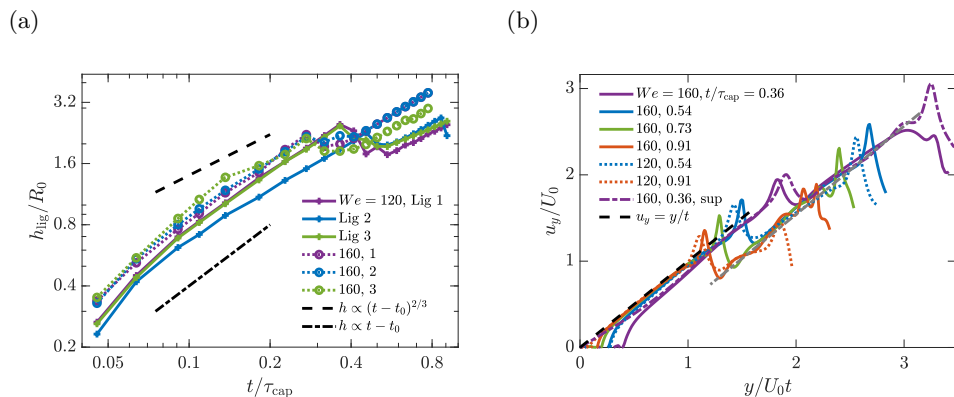 (a)
(b)
3.2
1.6
0.8
0.4
0.2
0.05
0.1
0.2
0.4
0.8
h_lig/R_0
t/τ_cap
We = 120, Lig 1
Lig 2
Lig 3
160, 1
160, 2
160, 3
h ∝ (t − t_0)^{2/3}
h ∝ t − t_0
3
2
1
0
0
1
2
3
u_y/U_0
y/U_0t
We = 160, t/τ_cap = 0.36
160, 0.54
160, 0.73
160, 0.91
120, 0.54
120, 0.91
160, 0.36, sup
u_y = y/t